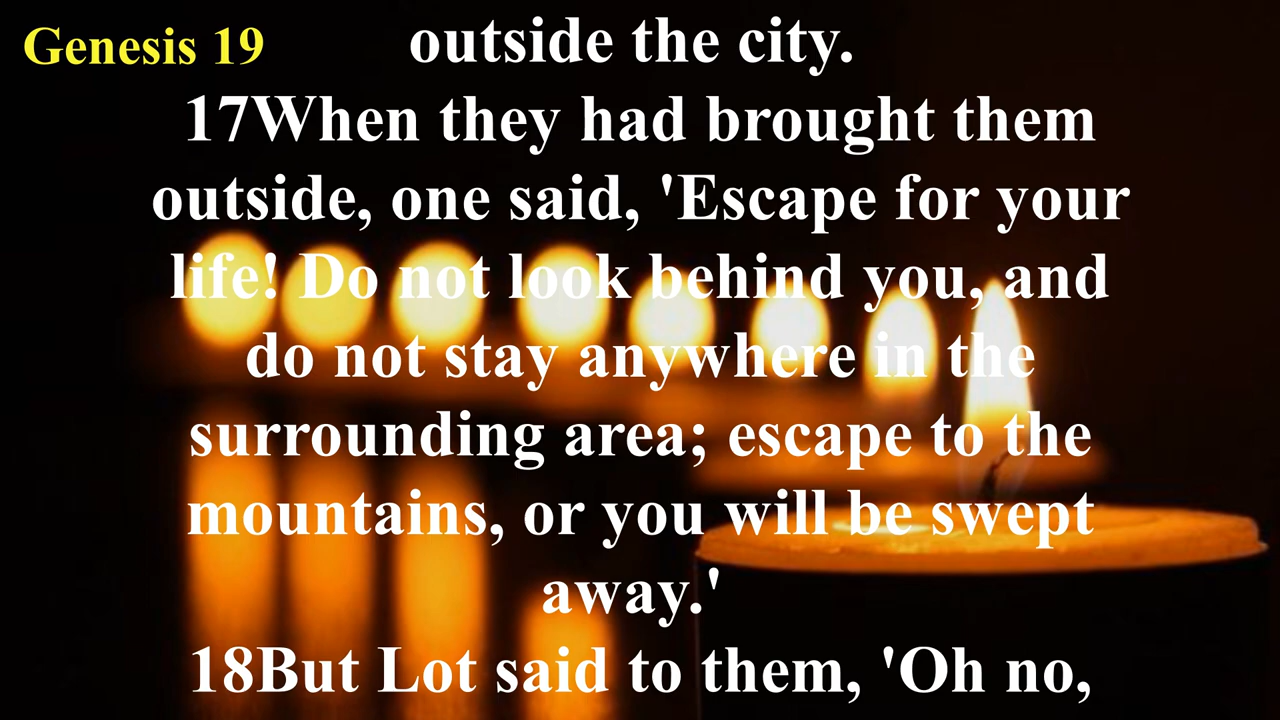 Genesis 19
outside the city.
17When they had brought them
outside, one said, 'Escape for your
life! Do not look behind you, and
do not stay anywhere in the
surrounding area; escape to the
mountains, or you will be swept
away.'
18But Lot said to them, 'Oh no,